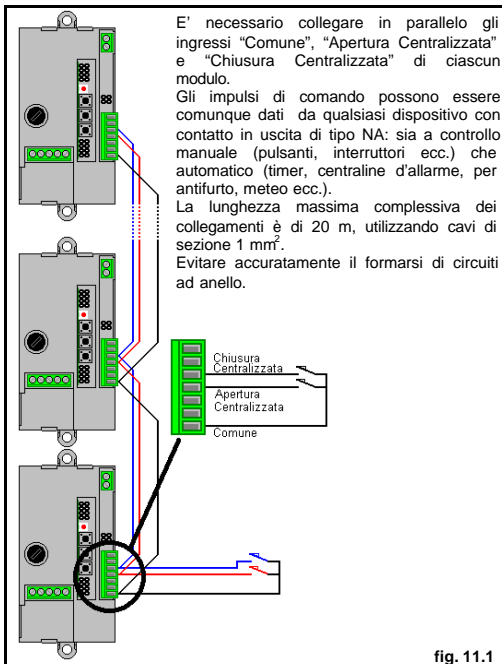 E' necessario collegare in parallelo gli
ingressi “Comune”, “Apertura Centralizzata”
e “Chiusura Centralizzata” di ciascun
modulo.
Gli impulsi di comando possono essere
comunque dati da qualsiasi dispositivo con
contatto in uscita di tipo NA: sia a controllo
manuale (pulsanti, interruttori ecc.) che
automatico (timer, centraline d'allarme, per
antifurto, meteo ecc.).
La lunghezza massima complessiva dei
collegamenti è di 20 m, utilizzando cavi di
sezione 1 mm².
Evitare accuratamente il formarsi di circuiti
ad anello.
Chiusura
Centralizzata
Apertura
Centralizzata
Comune
fig. 11.1